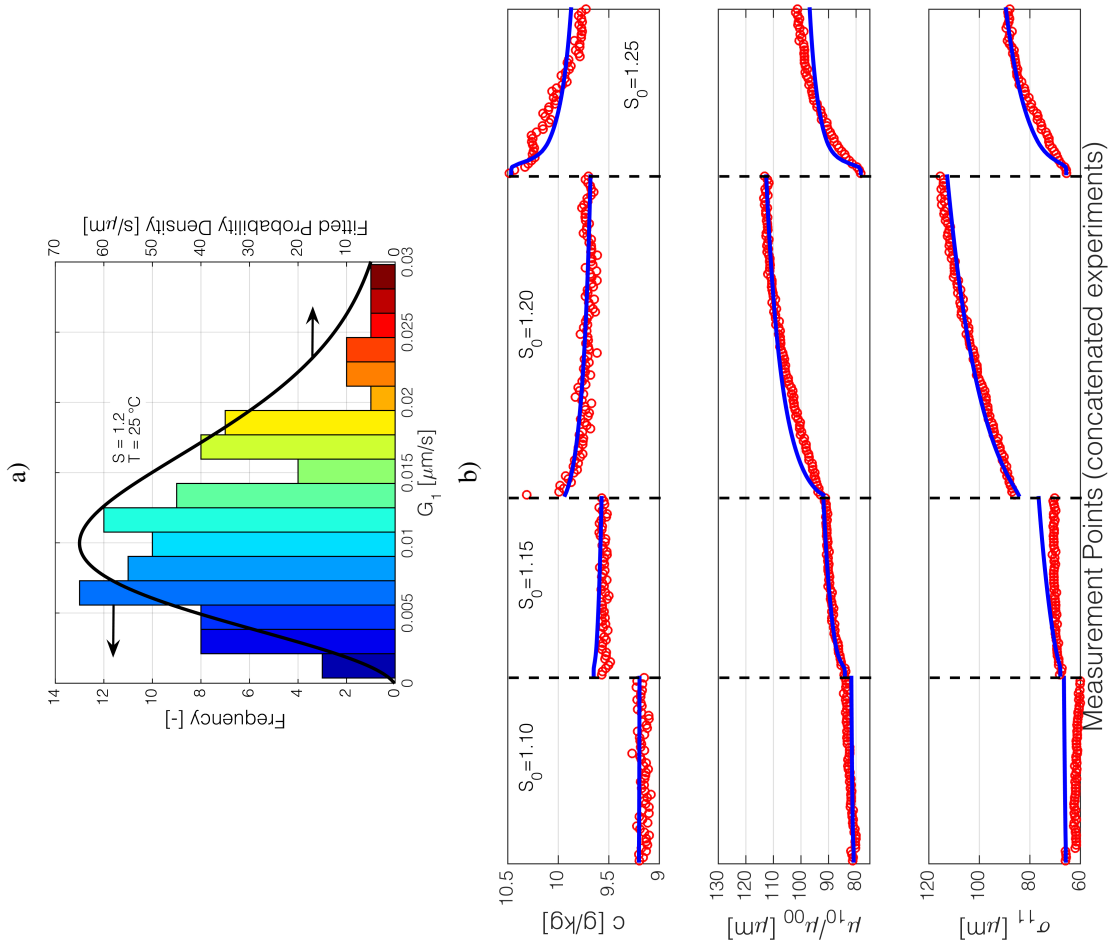 a)
Fitted Probability Density [s/μm]
0 10 20 30 40 50 60 70
S = 1.2
T = 25 °C
Frequency [-]
0 2 4 6 8 10 12 14
0 0.005 0.01 0.015 0.02 0.025 0.03
G₁ [μm/s]
b)
c [g/kg]
9 9.5 10 10.5
S₀=1.10
S₀=1.15
S₀=1.20
S₀=1.25
μ₁₀/μ₀₀ [μm]
80 90 100 110 120 130
σ₁₁ [μm]
60 80 100 120
Measurement Points (concatenated experiments)